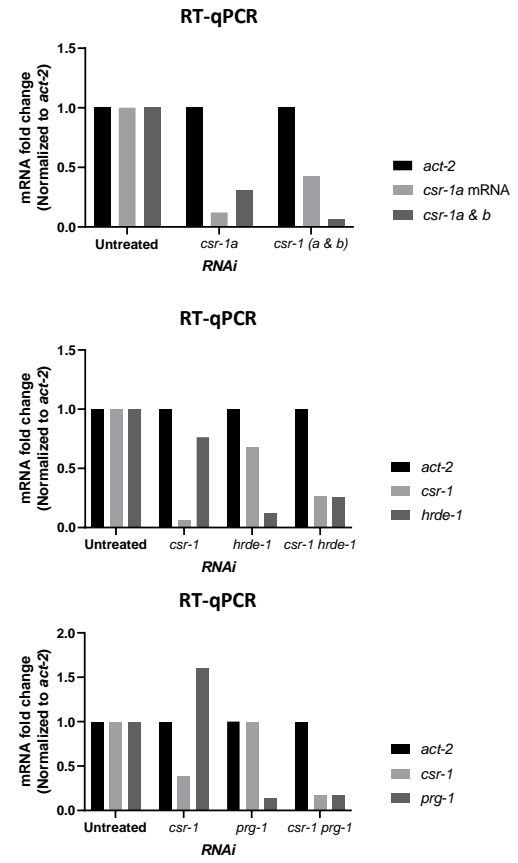 RT-qPCR
mRNA fold change
(Normalized to act-2)
1.5
1.0
0.5
0.0
Untreated csr-1a csr-1 (a & b)
RNAi
act-2
csr-1a mRNA
csr-1a & b
RT-qPCR
mRNA fold change
(Normalized to act-2)
1.5
1.0
0.5
0.0
Untreated csr-1 hrde-1 csr-1 hrde-1
RNAi
act-2
csr-1
hrde-1
RT-qPCR
mRNA fold change
(Normalized to act-2)
2.0
1.5
1.0
0.5
0.0
Untreated csr-1 prg-1 csr-1 prg-1
RNAi
act-2
csr-1
prg-1